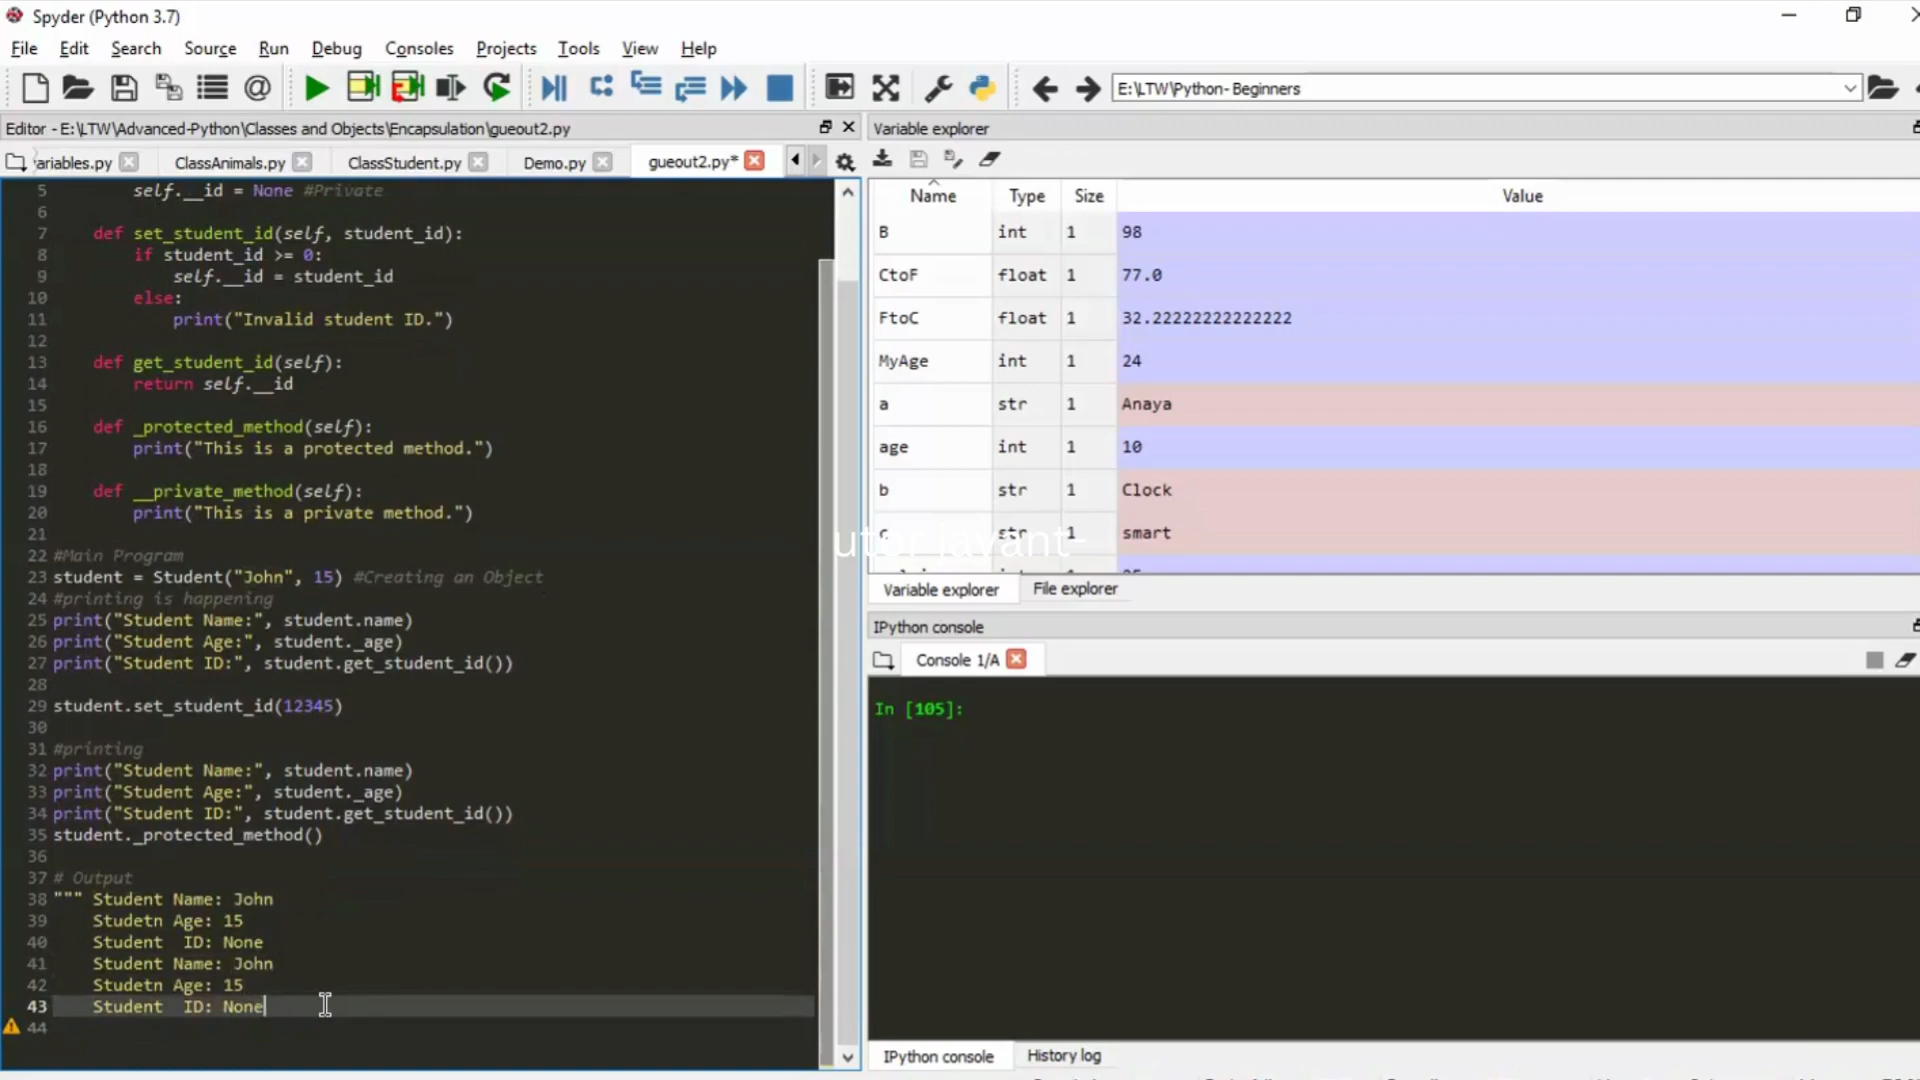 Spyder (Python 3.7)
File Edit Search Source Run Debug Consoles Projects Tools View Help
E:\LTW\Python- Beginners
Editor - E:\LTW\Advanced-Python\Classes and Objects\Encapsulation\gueout2.py
ariables.py ClassAnimals.py ClassStudent.py Demo.py gueout2.py*
5 self.__id = None #Private
6
7 def set_student_id(self, student_id):
8 if student_id >= 0:
9 self.__id = student_id
10 else:
11 print("Invalid student ID.")
12
13 def get_student_id(self):
14 return self.__id
15
16 def _protected_method(self):
17 print("This is a protected method.")
18
19 def __private_method(self):
20 print("This is a private method.")
21
22 #Main Program
23 student = Student("John", 15) #Creating an Object
24 #printing is happening
25 print("Student Name:", student.name)
26 print("Student Age:", student._age)
27 print("Student ID:", student.get_student_id())
28
29 student.set_student_id(12345)
30
31 #printing
32 print("Student Name:", student.name)
33 print("Student Age:", student._age)
34 print("Student ID:", student.get_student_id())
35 student._protected_method()
36
37 # Output
38 """ Student Name: John
39 Studetn Age: 15
40 Student  ID: None
41 Student Name: John
42 Studetn Age: 15
43 Student  ID: None
44
Variable explorer
Name Type Size Value
B int 1 98
CtoF float 1 77.0
FtoC float 1 32.22222222222222
MyAge int 1 24
a str 1 Anaya
age int 1 10
b str 1 Clock
c str 1 smart
Variable explorer File explorer
IPython console
Console 1/A
In [105]:
IPython console History log